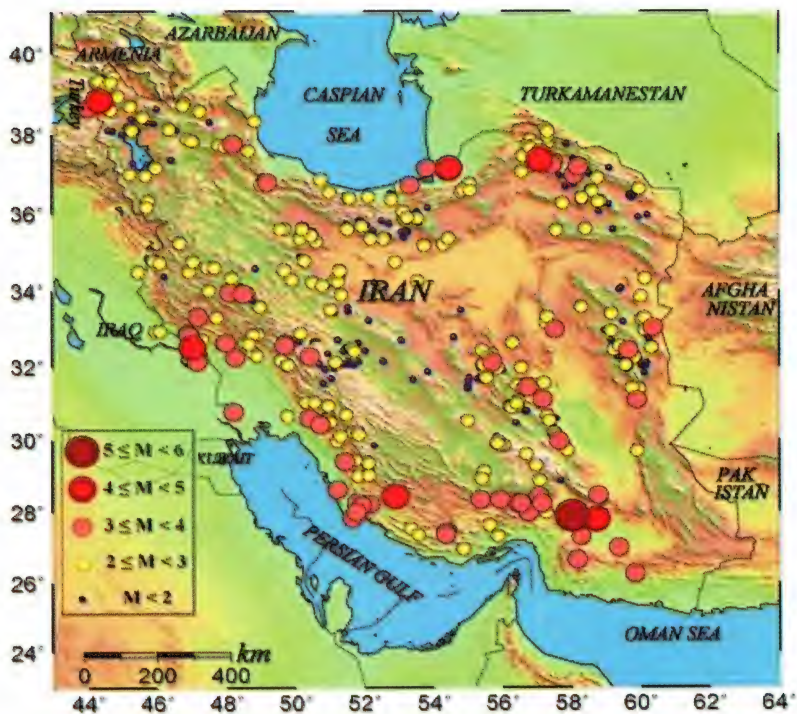 AZARBAIJAN
40°
ARMENIA
Turkey
CASPIAN
SEA
TURKAMANESTAN
38°
36°
34°
IRAN
AFGHA
NISTAN
IRAQ
32°
30°
5 ≤ M < 6
KUWAIT
4 ≤ M < 5
PAK
ISTAN
28°
3 ≤ M < 4
PERSIAN GULF
2 ≤ M < 3
26°
M < 2
OMAN SEA
24°
km
0 200 400
44° 46° 48° 50° 52° 54° 56° 58° 60° 62° 64°